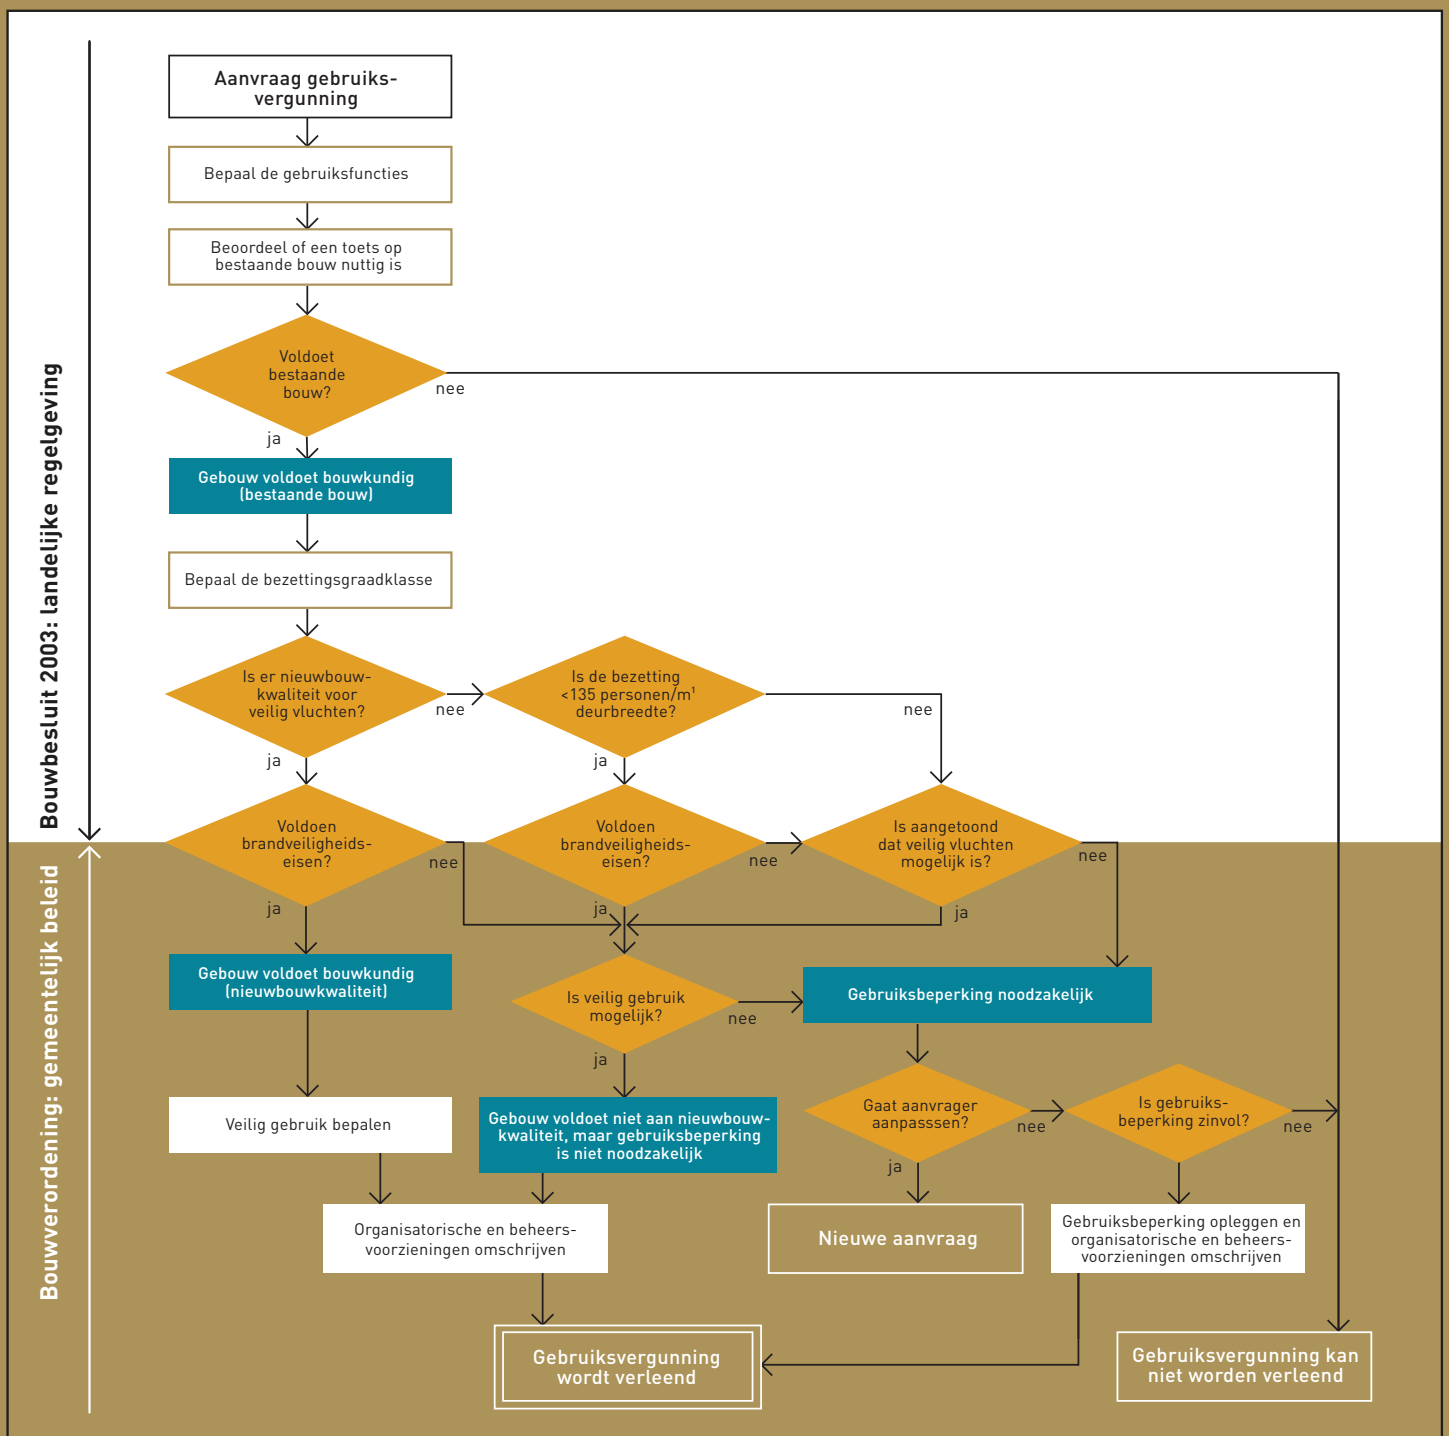 Aanvraag gebruiks-
vergunning
Bepaal de gebruiksfuncties
Beoordeel of een toets op
bestaande bouw nuttig is
Voldoet
bestaande
bouw?
nee
ja
Gebouw voldoet bouwkundig
(bestaande bouw)
Bepaal de bezettingsgraadklasse
Is er nieuwbouw-
kwaliteit voor
veilig vluchten?
nee
ja
Is de bezetting
<135 personen/m¹
deurbreedte?
nee
ja
Voldoen
brandveiligheids-
eisen?
nee
ja
Voldoen
brandveiligheids-
eisen?
nee
ja
Is aangetoond
dat veilig vluchten
mogelijk is?
nee
ja
Gebouw voldoet bouwkundig
(nieuwbouwkwaliteit)
Is veilig gebruik
mogelijk?
nee
ja
Gebruiksbeperking noodzakelijk
Veilig gebruik bepalen
Gebouw voldoet niet aan nieuwbouw-
kwaliteit, maar gebruiksbeperking
is niet noodzakelijk
Gaat aanvrager
aanpasssen?
nee
ja
Is gebruiks-
beperking zinvol?
nee
Organisatorische en beheers-
voorzieningen omschrijven
Nieuwe aanvraag
Gebruiksbeperking opleggen en
organisatorische en beheers-
voorzieningen omschrijven
Gebruiksvergunning
wordt verleend
Gebruiksvergunning kan
niet worden verleend
Bouwbesluit 2003: landelijke regelgeving
Bouwverordening: gemeentelijk beleid